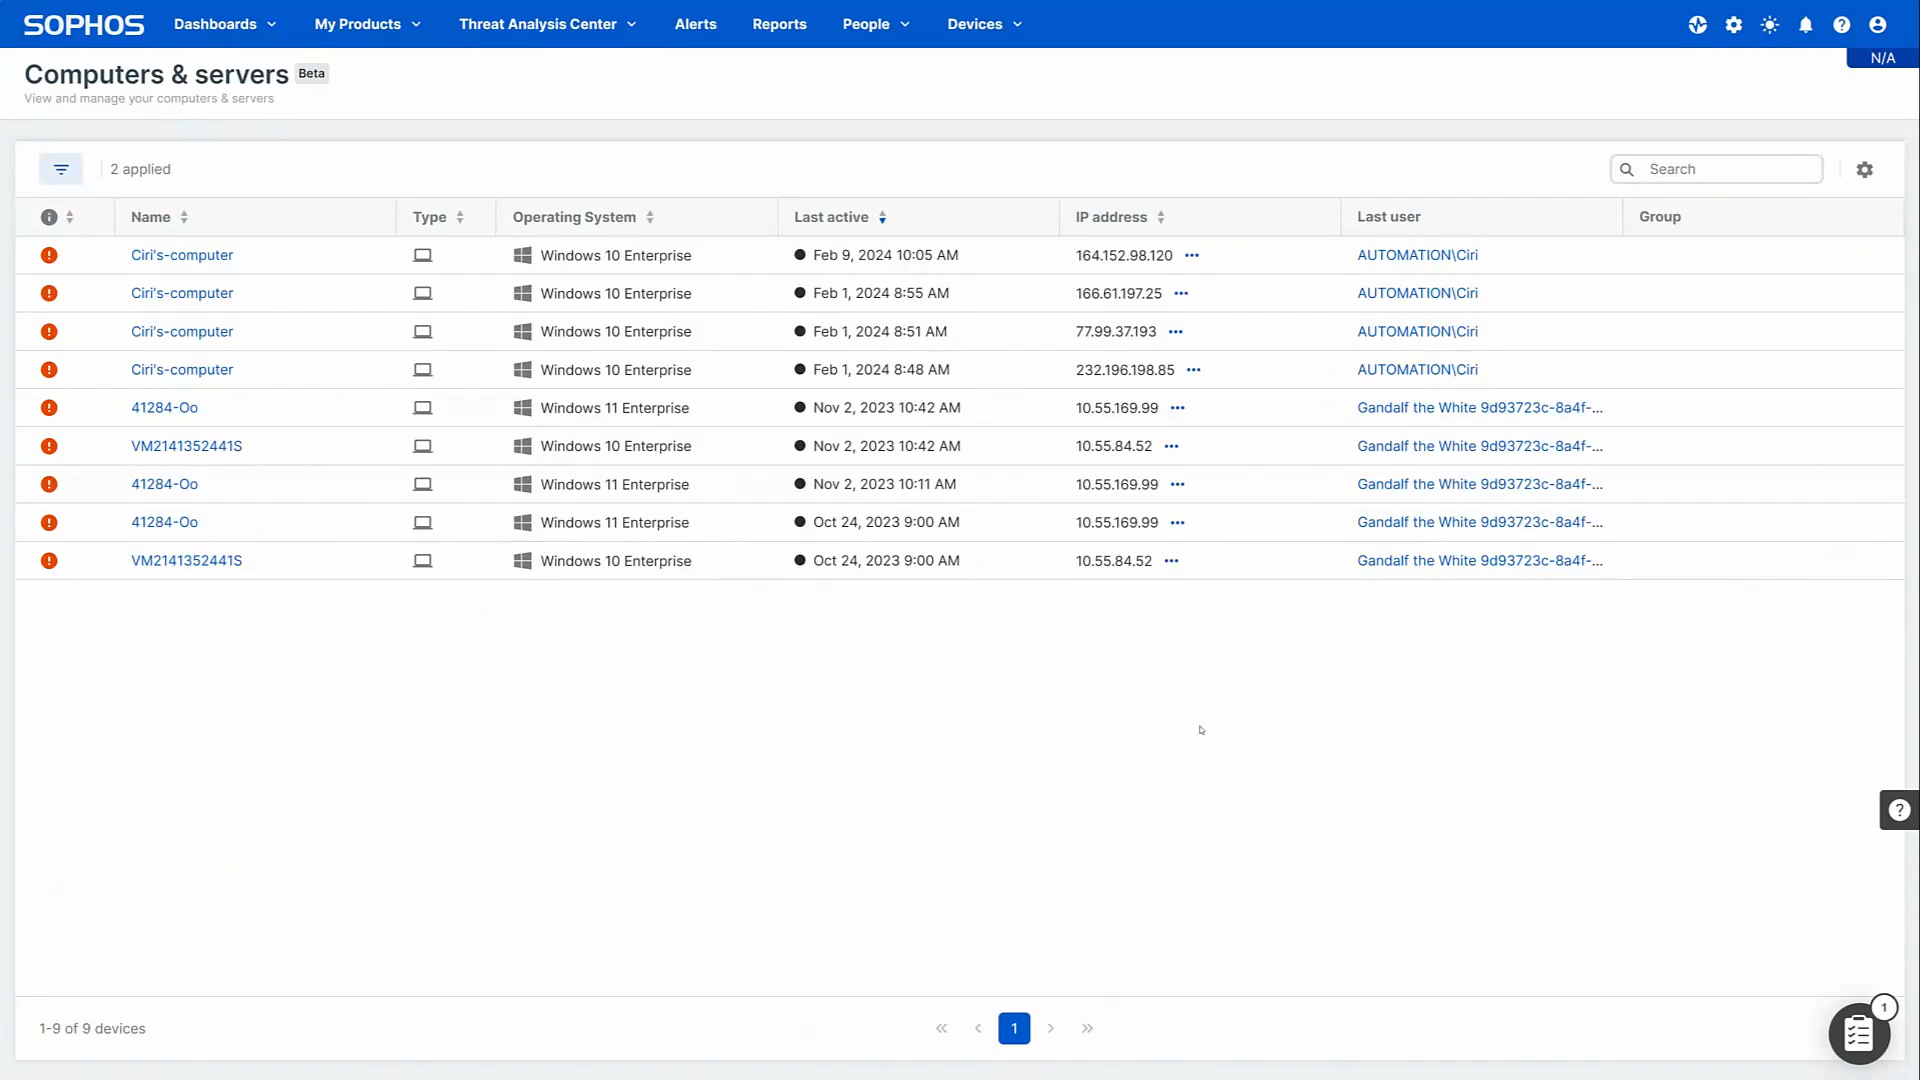 SOPHOS Dashboards My Products Threat Analysis Center Alerts Reports People Devices
N/A
Computers & servers Beta
View and manage your computers & servers
2 applied Search
Name Type Operating System Last active IP address Last user Group
Ciri's-computer Windows 10 Enterprise Feb 9, 2024 10:05 AM 164.152.98.120 ••• AUTOMATION\Ciri
Ciri's-computer Windows 10 Enterprise Feb 1, 2024 8:55 AM 166.61.197.25 ••• AUTOMATION\Ciri
Ciri's-computer Windows 10 Enterprise Feb 1, 2024 8:51 AM 77.99.37.193 ••• AUTOMATION\Ciri
Ciri's-computer Windows 10 Enterprise Feb 1, 2024 8:48 AM 232.196.198.85 ••• AUTOMATION\Ciri
41284-Oo Windows 11 Enterprise Nov 2, 2023 10:42 AM 10.55.169.99 ••• Gandalf the White 9d93723c-8a4f-...
VM2141352441S Windows 10 Enterprise Nov 2, 2023 10:42 AM 10.55.84.52 ••• Gandalf the White 9d93723c-8a4f-...
41284-Oo Windows 11 Enterprise Nov 2, 2023 10:11 AM 10.55.169.99 ••• Gandalf the White 9d93723c-8a4f-...
41284-Oo Windows 11 Enterprise Oct 24, 2023 9:00 AM 10.55.169.99 ••• Gandalf the White 9d93723c-8a4f-...
VM2141352441S Windows 10 Enterprise Oct 24, 2023 9:00 AM 10.55.84.52 ••• Gandalf the White 9d93723c-8a4f-...
1-9 of 9 devices « ‹ 1 › »
1